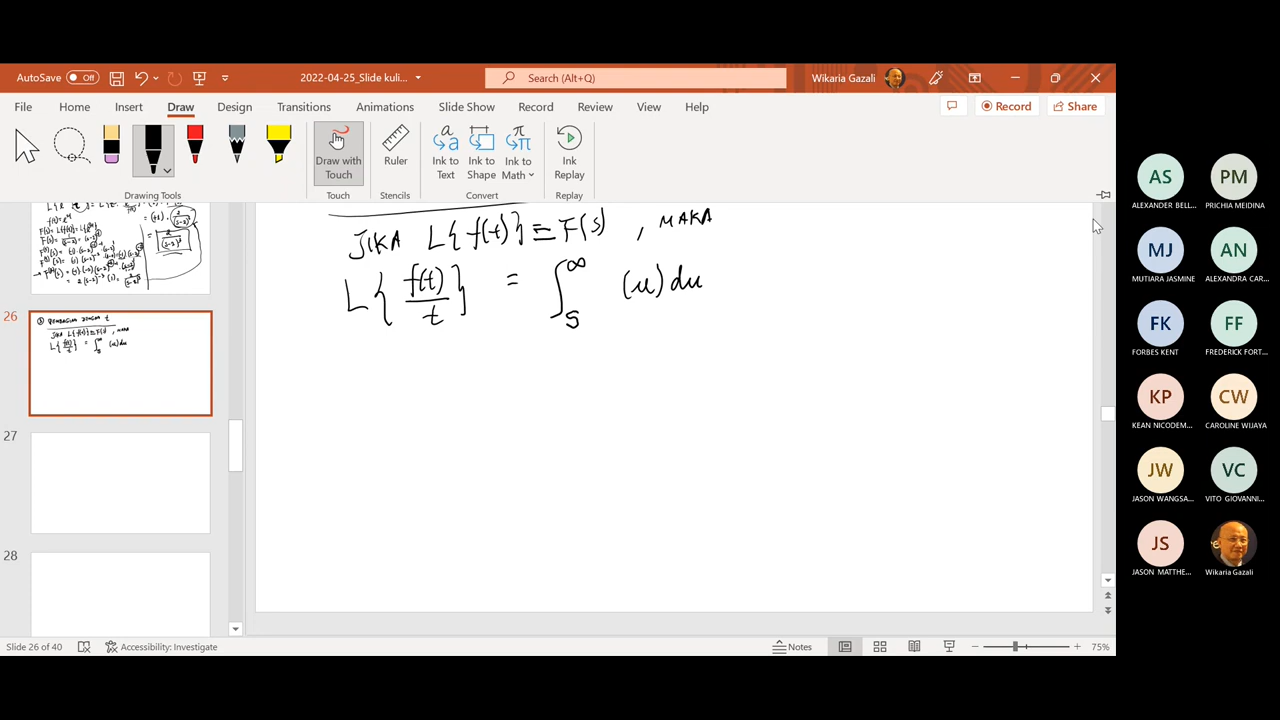 AutoSave Off 2022-04-25_Slide kuli... Search (Alt+Q) Wikaria Gazali
File Home Insert Draw Design Transitions Animations Slide Show Record Review View Help Record Share
Draw with Touch
Ruler
Ink to Text
Ink to Shape
Ink to Math
Ink Replay
Drawing Tools Touch Stencils Convert Replay
JIKA L{f(t)} = F(s) , MAKA
L{f(t)/t} = ∫_s^∞ (u) du
26
27
28
AS PM
ALEXANDER BELL... PRICHIA MEIDINA
MJ AN
MUTIARA JASMINE ALEXANDRA CAR...
FK FF
FORBES KENT FREDERICK FORT...
KP CW
KEAN NICODEM... CAROLINE WIJAYA
JW VC
JASON WANGSA... VITO GIOVANNI...
JS
JASON MATTHE... Wikaria Gazali
Slide 26 of 40 Accessibility: Investigate Notes 75%